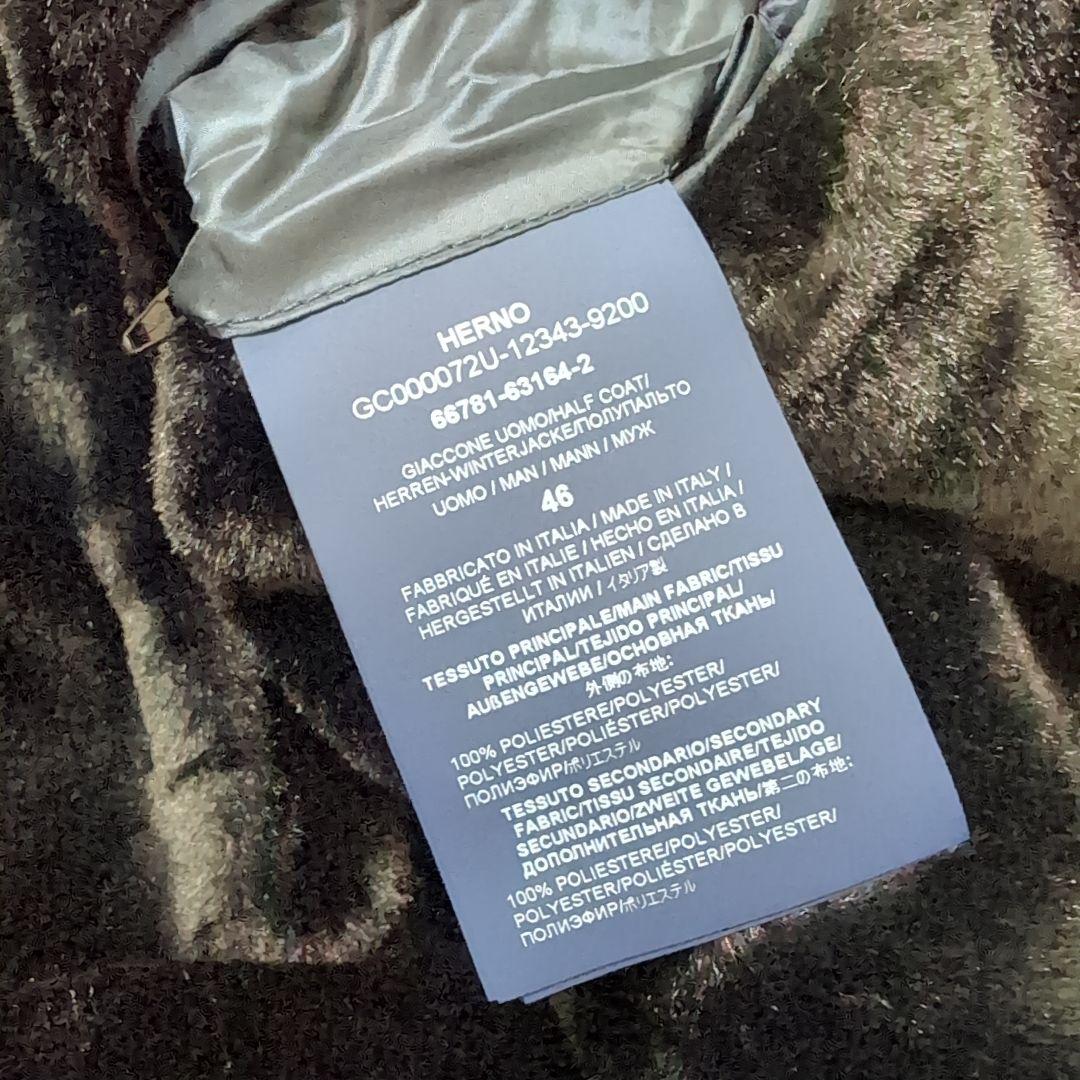 HERNO
GC000072U-12343-9200
66781-63164-2
GIACCONE UOMO/HALF COAT/
HERREN-WINTERJACKE/ПОЛУПАЛЬТО
UOMO / MAN / MANN / МУЖ
46
FABBRICATO IN ITALIA / MADE IN ITALY /
FABRIQUÉ EN ITALIE / HECHO EN ITALIA /
HERGESTELLT IN ITALIEN / СДЕЛАНО В
ИТАЛИИ / イタリア製
TESSUTO PRINCIPALE/MAIN FABRIC/TISSU
PRINCIPAL/TEJIDO PRINCIPAL/
AUßENGEWEBE/ОСНОВНАЯ ТКАНЬ/
外側の布地:
100% POLIESTERE/POLYESTER/
POLYESTER/POLIÉSTER/POLYESTER/
ПОЛИЭФИР/ポリエステル
TESSUTO SECONDARIO/SECONDARY
FABRIC/TISSU SECONDAIRE/TEJIDO
SECUNDARIO/ZWEITE GEWEBELAGE/
ДОПОЛНИТЕЛЬНАЯ ТКАНЬ/第二の布地:
100% POLIESTERE/POLYESTER/
POLYESTER/POLIÉSTER/POLYESTER/
ПОЛИЭФИР/ポリエステル